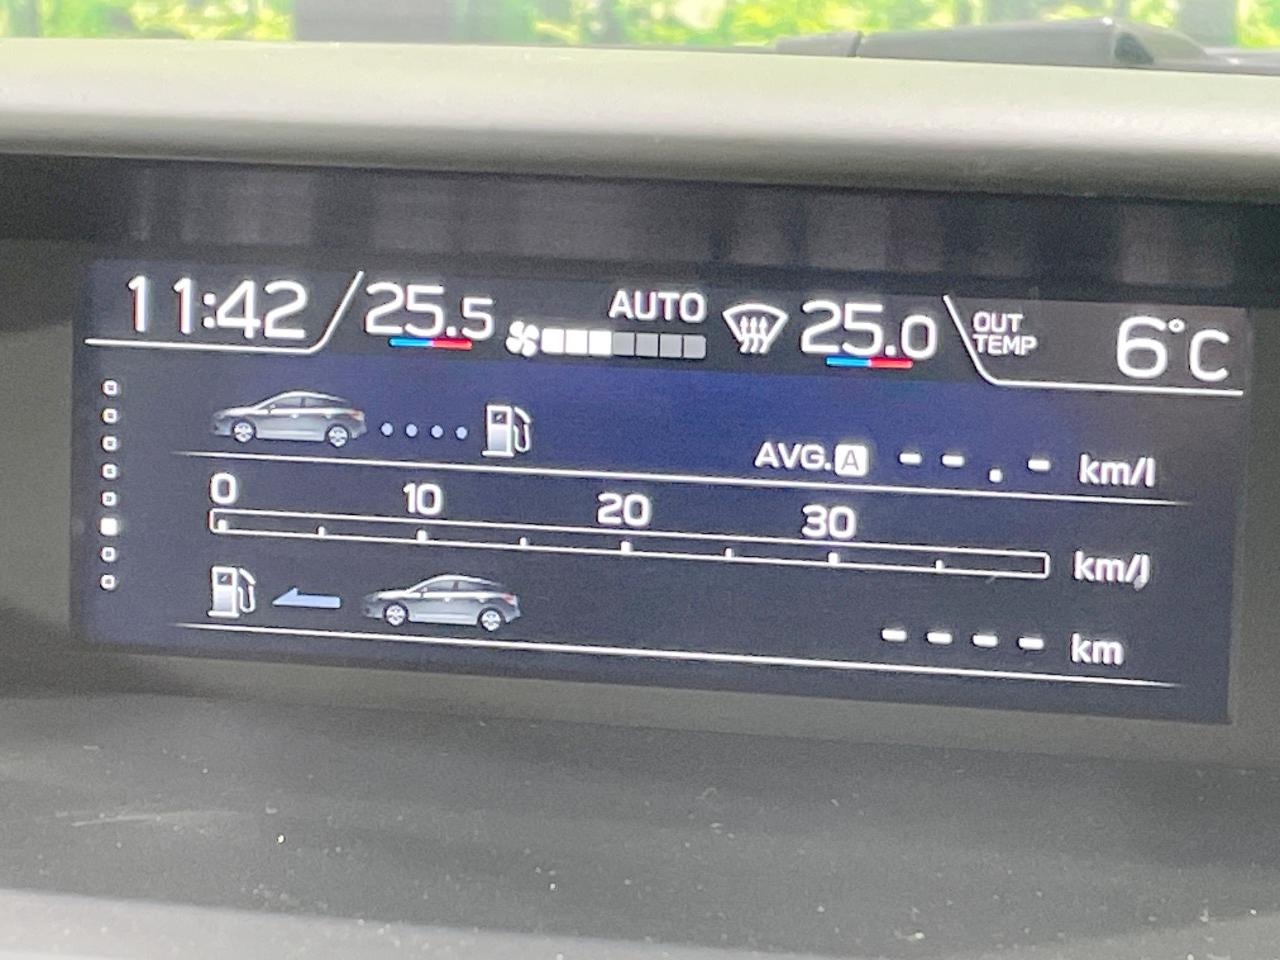 11:42 25.5 AUTO 25.0 OUT TEMP 6°C
AVG. A --.- km/l
0 10 20 30
km/l
---- km